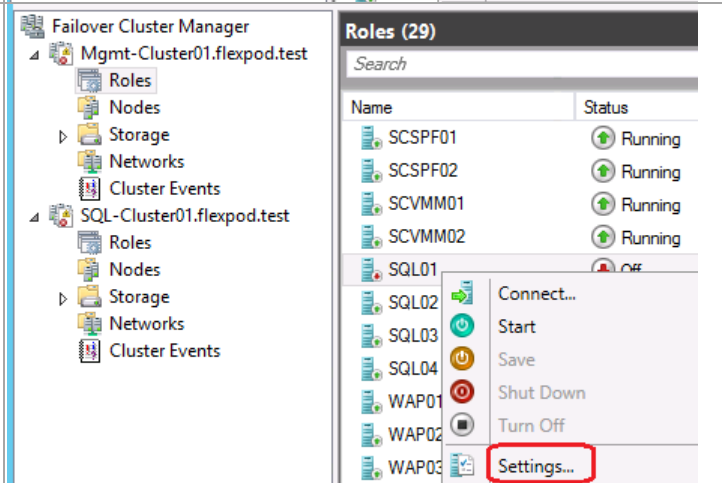 Failover Cluster Manager
Mgmt-Cluster01.flexpod.test
Roles
Nodes
Storage
Networks
Cluster Events
SQL-Cluster01.flexpod.test
Roles
Nodes
Storage
Networks
Cluster Events
Roles (29)
Search
Name Status
SCSPF01 Running
SCSPF02 Running
SCVMM01 Running
SCVMM02 Running
SQL01 Off
SQL02
SQL03
SQL04
WAP01
WAP02
WAP03
Connect...
Start
Save
Shut Down
Turn Off
Settings...